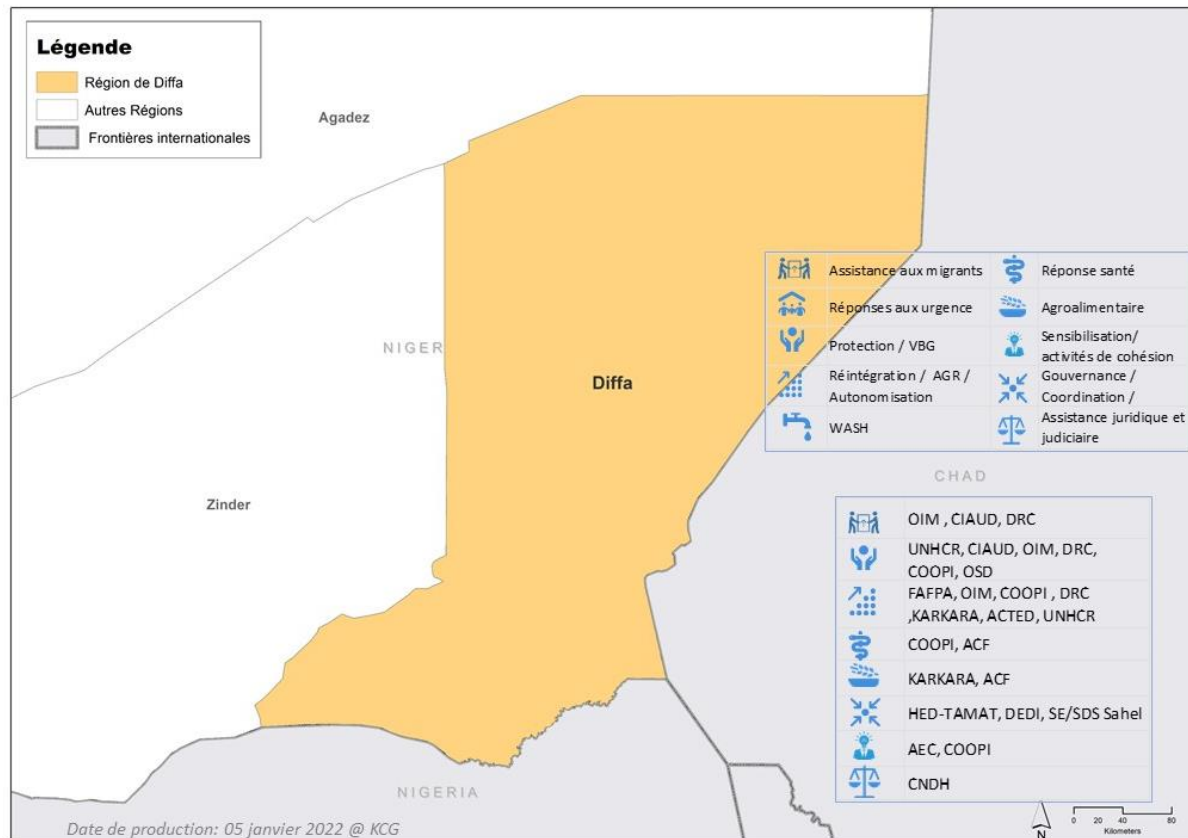 Légende
Région de Diffa
Autres Régions
Frontières internationales
Agadez
NIGER
Diffa
Zinder
Assistance aux migrants
Réponse santé
Réponses aux urgence
Agroalimentaire
Protection / VBG
Sensibilisation/
activités de cohésion
Réintégration / AGR /
Autonomisation
Gouvernance /
Coordination /
WASH
Assistance juridique et
judiciaire
CHAD
OIM , CIAUD, DRC
UNHCR, CIAUD, OIM, DRC,
COOPI, OSD
FAFPA, OIM, COOPI , DRC
,KARKARA, ACTED, UNHCR
COOPI, ACF
KARKARA, ACF
HED-TAMAT, DEDI, SE/SDS Sahel
AEC, COOPI
CNDH
NIGERIA
Date de production: 05 janvier 2022 @ KCG
N
0 20 40 80
Kilometers